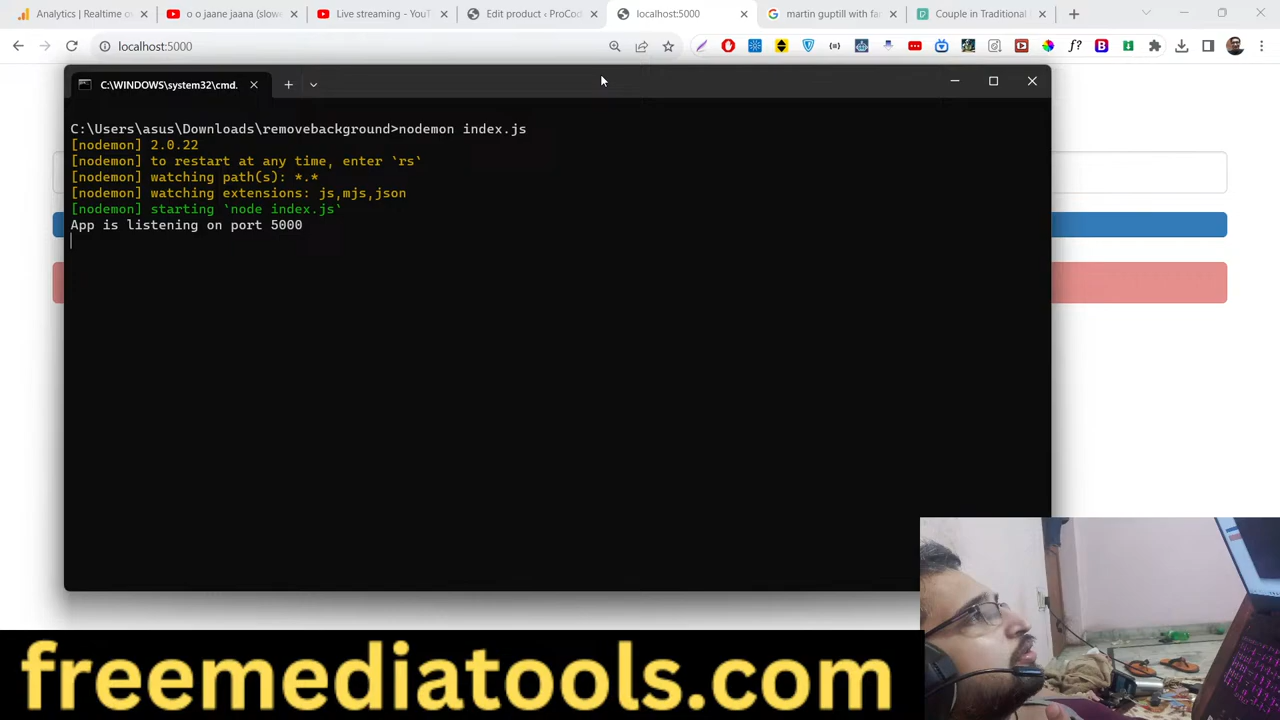 Analytics | Realtime ov
o o jaane jaana (slowe
Live streaming - YouT
Edit product ‹ ProCod
localhost:5000
martin guptill with fa
Couple in Traditional
localhost:5000
C:\WINDOWS\system32\cmd.
C:\Users\asus\Downloads\removebackground>nodemon index.js
[nodemon] 2.0.22
[nodemon] to restart at any time, enter `rs`
[nodemon] watching path(s): *.*
[nodemon] watching extensions: js,mjs,json
[nodemon] starting `node index.js`
App is listening on port 5000
freemediatools.com